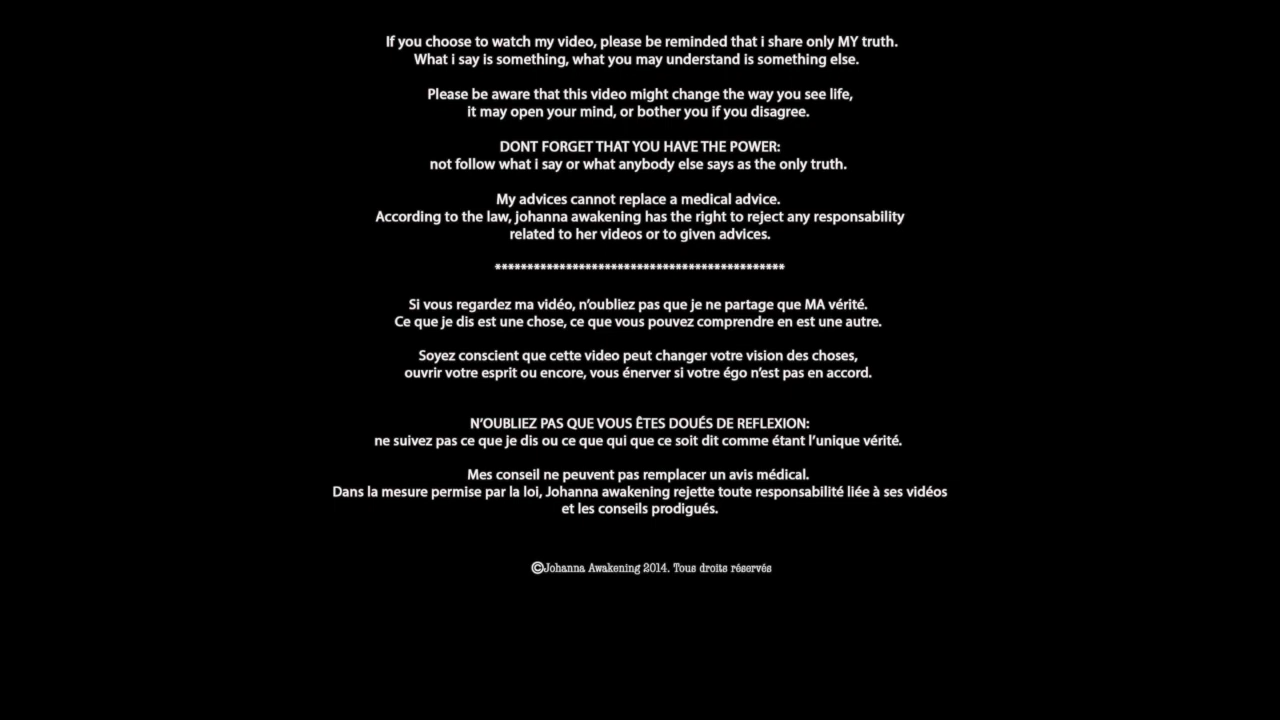 If you choose to watch my video, please be reminded that i share only MY truth.
What i say is something, what you may understand is something else.
Please be aware that this video might change the way you see life,
it may open your mind, or bother you if you disagree.
DONT FORGET THAT YOU HAVE THE POWER:
not follow what i say or what anybody else says as the only truth.
My advices cannot replace a medical advice.
According to the law, johanna awakening has the right to reject any responsability
related to her videos or to given advices.
*********************************************
Si vous regardez ma vidéo, n’oubliez pas que je ne partage que MA vérité.
Ce que je dis est une chose, ce que vous pouvez comprendre en est une autre.
Soyez conscient que cette video peut changer votre vision des choses,
ouvrir votre esprit ou encore, vous énerver si votre égo n’est pas en accord.
N’OUBLIEZ PAS QUE VOUS ÊTES DOUÉS DE REFLEXION:
ne suivez pas ce que je dis ou ce que qui que ce soit dit comme étant l’unique vérité.
Mes conseil ne peuvent pas remplacer un avis médical.
Dans la mesure permise par la loi, Johanna awakening rejette toute responsabilité liée à ses vidéos
et les conseils prodigués.
©Johanna Awakening 2014. Tous droits réservés